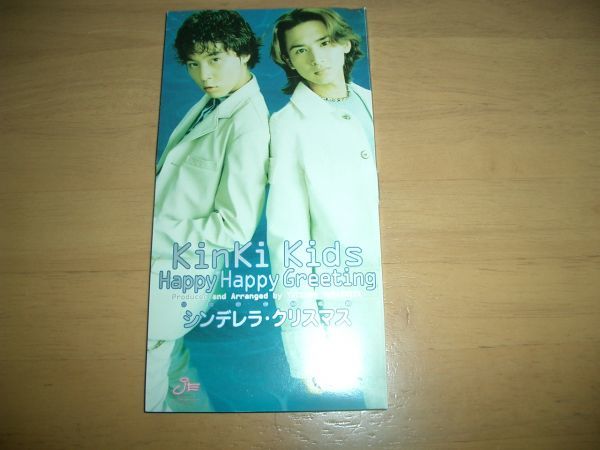 KinKi Kids
Happy Happy Greeting
Produced and Arranged by
シンデレラ・クリスマス
JE